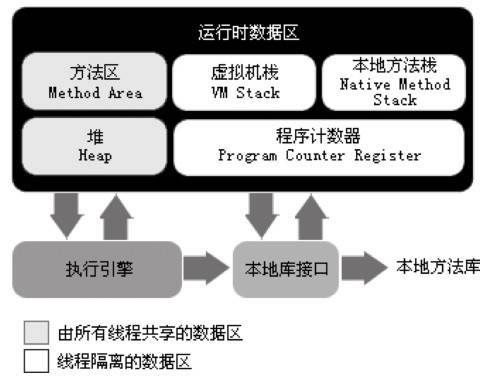 运行时数据区
方法区
Method Area
虚拟机栈
VM Stack
本地方法栈
Native Method
Stack
堆
Heap
程序计数器
Program Counter Register
执行引擎
本地库接口
本地方法库
由所有线程共享的数据区
线程隔离的数据区